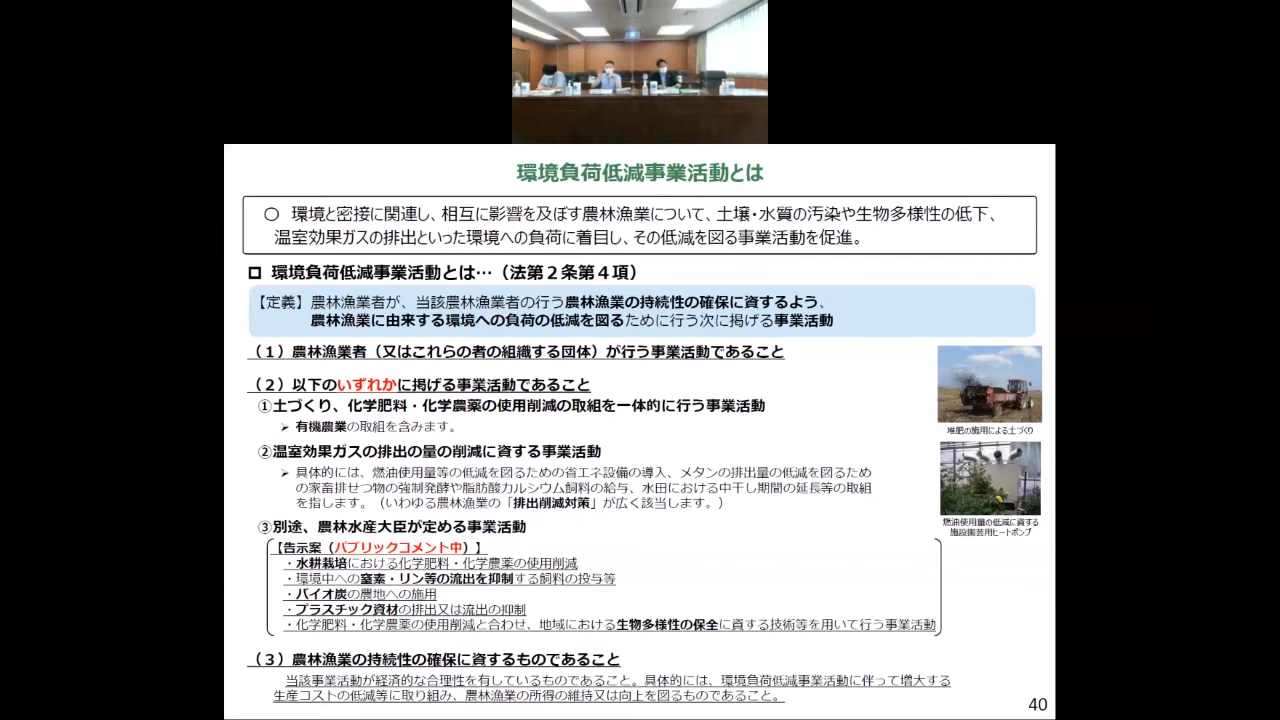 環境負荷低減事業活動とは
○ 環境と密接に関連し、相互に影響を及ぼす農林漁業について、土壌・水質の汚染や生物多様性の低下、
温室効果ガスの排出といった環境への負荷に着目し、その低減を図る事業活動を促進。
環境負荷低減事業活動とは…（法第２条第４項）
【定義】農林漁業者が、当該農林漁業者の行う農林漁業の持続性の確保に資するよう、
農林漁業に由来する環境への負荷の低減を図るために行う次に掲げる事業活動
（１）農林漁業者（又はこれらの者の組織する団体）が行う事業活動であること
（２）以下のいずれかに掲げる事業活動であること
①土づくり、化学肥料・化学農薬の使用削減の取組を一体的に行う事業活動
➢ 有機農業の取組を含みます。
②温室効果ガスの排出の量の削減に資する事業活動
➢ 具体的には、燃油使用量等の低減を図るための省エネ設備の導入、メタンの排出量の低減を図るため
の家畜排せつ物の強制発酵や脂肪酸カルシウム飼料の給与、水田における中干し期間の延長等の取組
を指します。（いわゆる農林漁業の「排出削減対策」が広く該当します。）
③別途、農林水産大臣が定める事業活動
【告示案（パブリックコメント中）】
・水耕栽培における化学肥料・化学農薬の使用削減
・環境中への窒素・リン等の流出を抑制する飼料の投与等
・バイオ炭の農地への施用
・プラスチック資材の排出又は流出の抑制
・化学肥料・化学農薬の使用削減と合わせ、地域における生物多様性の保全に資する技術等を用いて行う事業活動
（３）農林漁業の持続性の確保に資するものであること
当該事業活動が経済的な合理性を有しているものであること。具体的には、環境負荷低減事業活動に伴って増大する
生産コストの低減等に取り組み、農林漁業の所得の維持又は向上を図るものであること。
堆肥の施用による土づくり
燃油使用量の低減に資する
施設園芸用ヒートポンプ
40